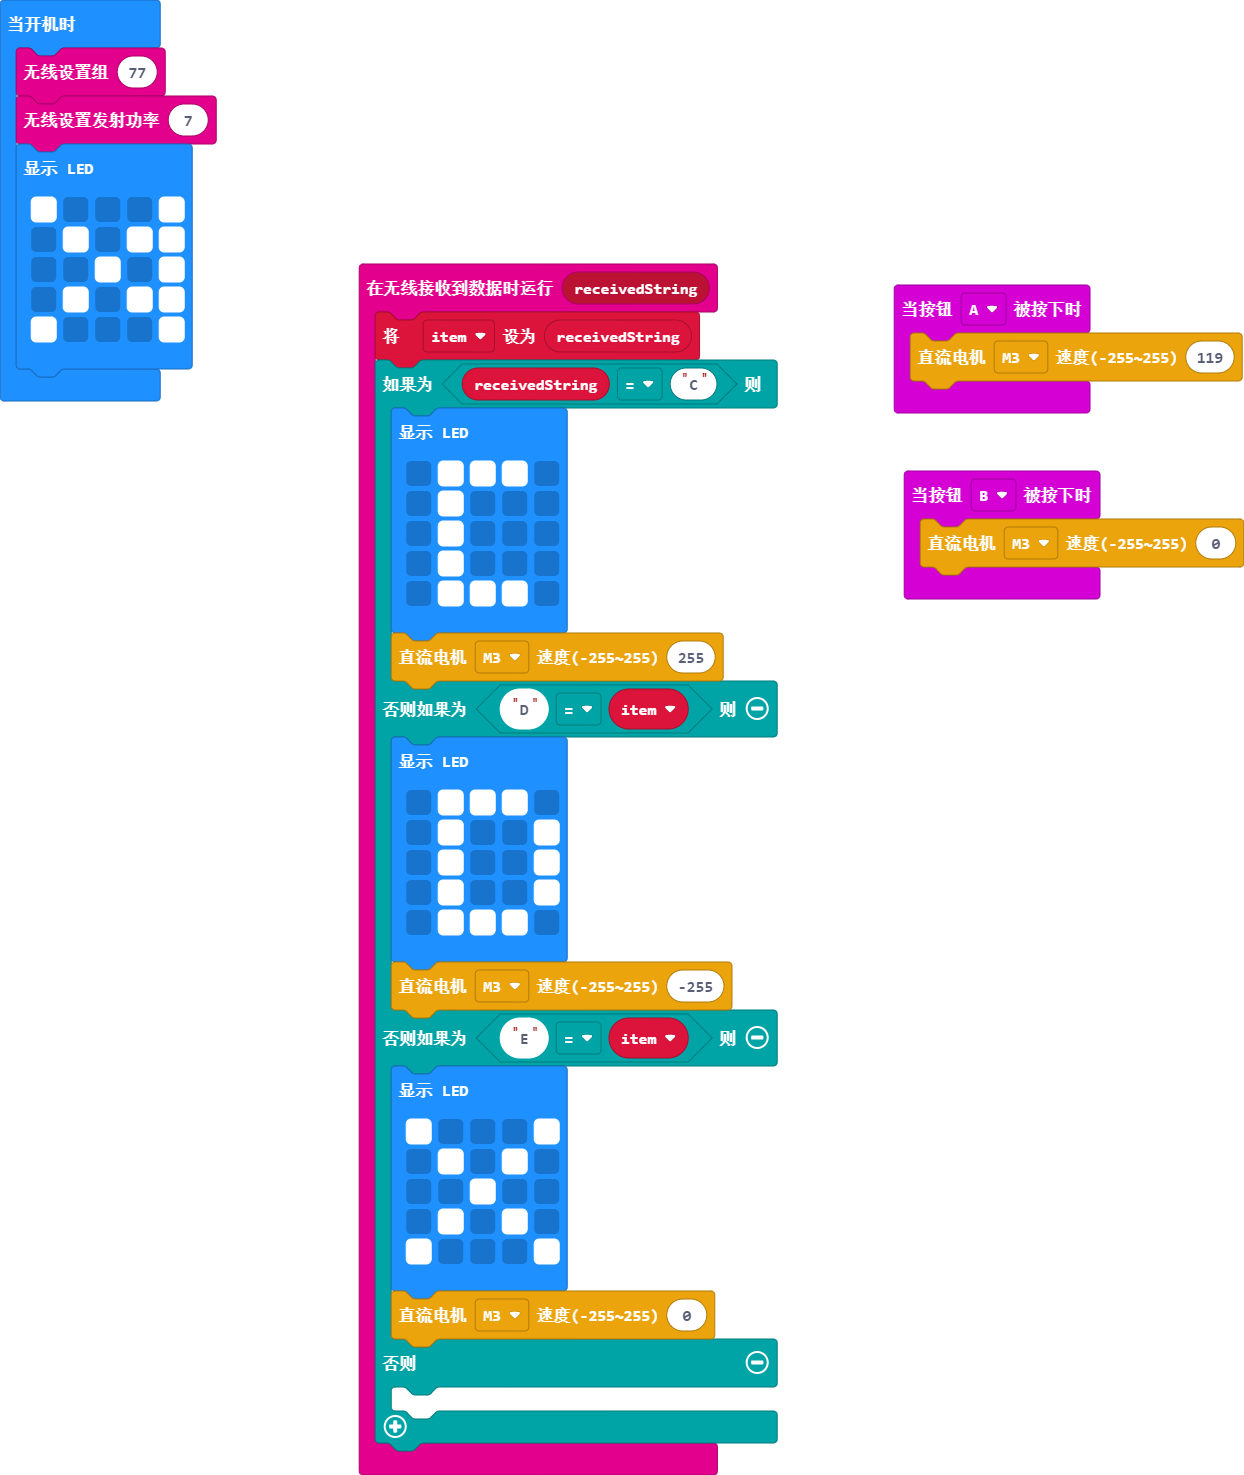 当开机时
无线设置组 77
无线设置发射功率 7
显示 LED
在无线接收到数据时运行 receivedString
将 item 设为 receivedString
如果为 receivedString = "C" 则
显示 LED
直流电机 M3 速度(-255~255) 255
否则如果为 "D" = item 则
显示 LED
直流电机 M3 速度(-255~255) -255
否则如果为 "E" = item 则
显示 LED
直流电机 M3 速度(-255~255) 0
否则
当按钮 A 被按下时
直流电机 M3 速度(-255~255) 119
当按钮 B 被按下时
直流电机 M3 速度(-255~255) 0